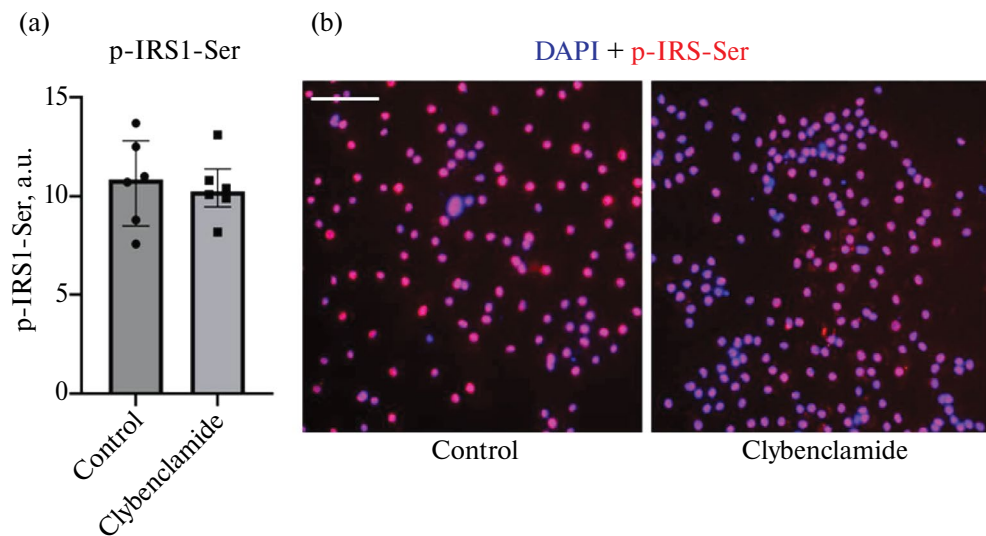 (a)
p-IRS1-Ser
p-IRS1-Ser, a.u.
15
10
5
0
Control
Clybenclamide
(b)
DAPI + p-IRS-Ser
Control
Clybenclamide